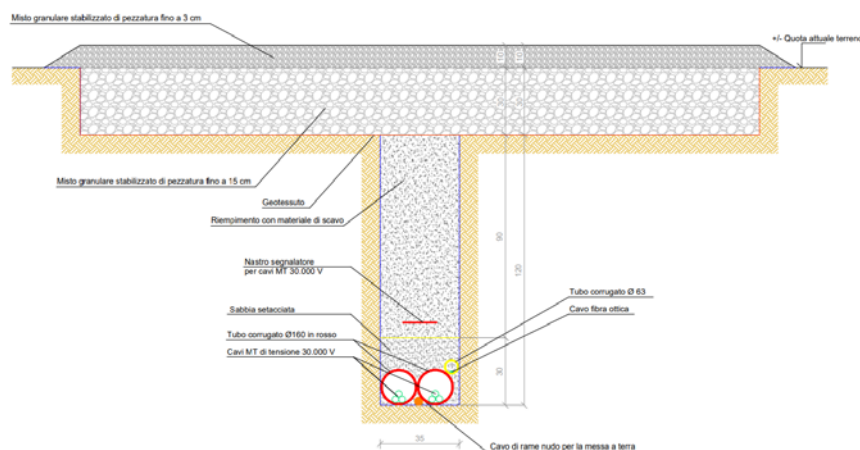 Misto granulare stabilizzato di pezzatura fino a 3 cm
+/- Quota attuale terreno
10
10
30
Misto granulare stabilizzato di pezzatura fino a 15 cm
Geotessuto
Riempimento con materiale di scavo
90
120
Nastro segnalatore
per cavi MT 30.000 V
Tubo corrugato Ø 63
Sabbia setacciata
Cavo fibra ottica
Tubo corrugato Ø160 in rosso
Cavi MT di tensione 30.000 V
30
35
Cavo di rame nudo per la messa a terra